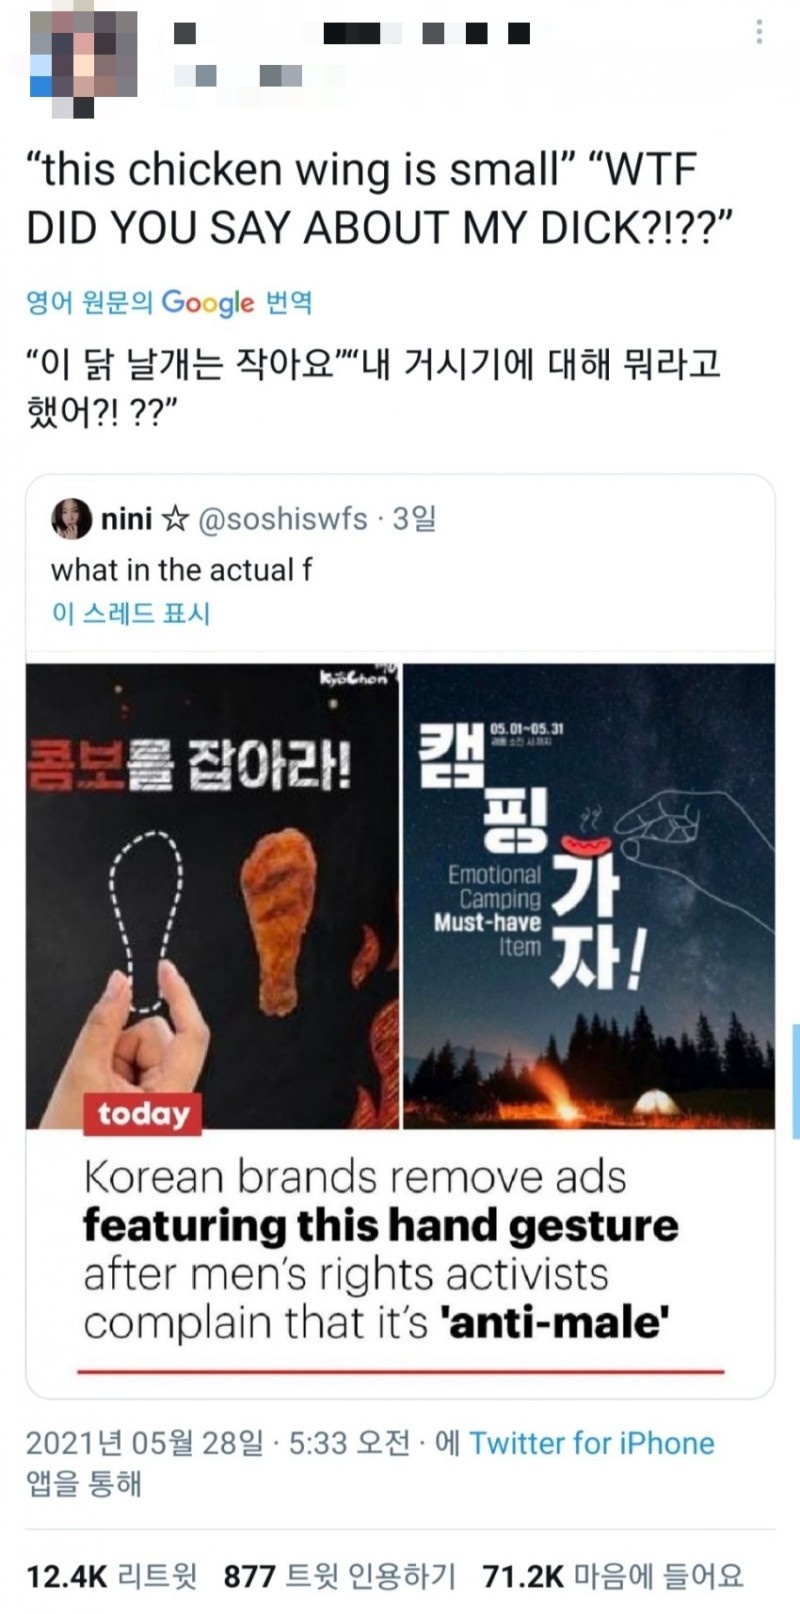 “this chicken wing is small” “WTF
DID YOU SAY ABOUT MY DICK?!??”
영어 원문의 Google 번역
“이 닭 날개는 작아요”“내 거시기에 대해 뭐라고
했어?! ??”
nini ☆ @soshiswfs · 3일
what in the actual f
이 스레드 표시
KyoChon
콤보를 잡아라!
캠핑가자!
05.01~05.31
Emotional
Camping
Must-have
Item
today
Korean brands remove ads
featuring this hand gesture
after men's rights activists
complain that it's 'anti-male'
2021년 05월 28일 · 5:33 오전 · 에 Twitter for iPhone
앱을 통해
12.4K 리트윗 877 트윗 인용하기 71.2K 마음에 들어요